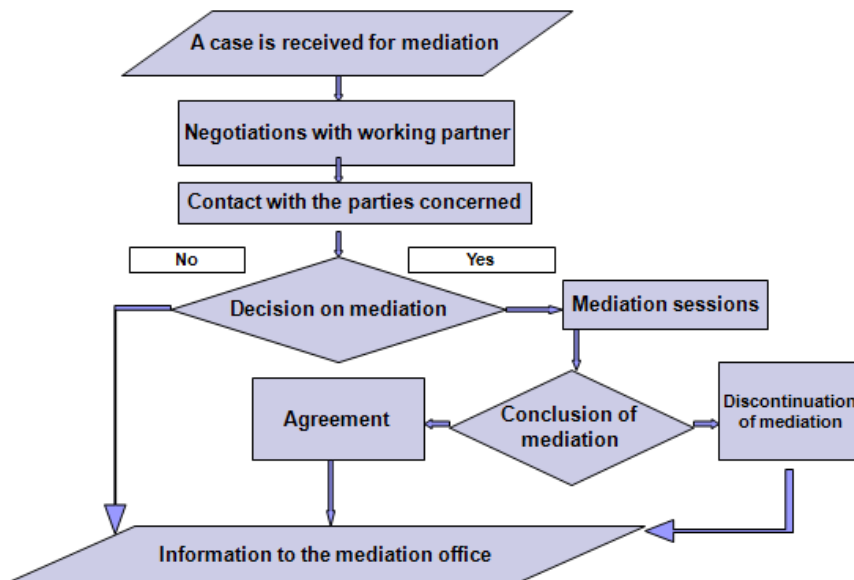 A case is received for mediation
Negotiations with working partner
Contact with the parties concerned
No
Yes
Decision on mediation
Mediation sessions
Agreement
Conclusion of
mediation
Discontinuation
of mediation
Information to the mediation office